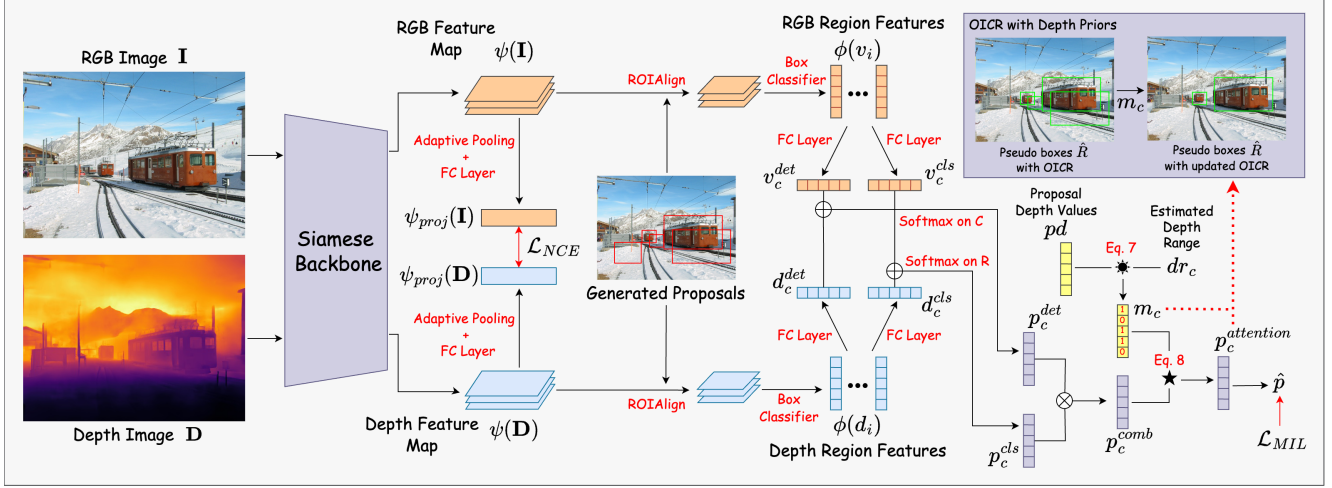 RGB Image I
Depth Image D
Siamese
Backbone
RGB Feature
Map
ψ(I)
Adaptive Pooling
+
FC Layer
ψ_proj(I)
L_NCE
ψ_proj(D)
Adaptive Pooling
+
FC Layer
Depth Feature
Map
ψ(D)
ROIAlign
Generated Proposals
ROIAlign
RGB Region Features
ϕ(v_i)
Box
Classifier
FC Layer
FC Layer
v_c^det
v_c^cls
Softmax on C
Softmax on R
d_c^det
d_c^cls
FC Layer
FC Layer
Box
Classifier
ϕ(d_i)
Depth Region Features
OICR with Depth Priors
m_c
Pseudo boxes R̂
with OICR
Pseudo boxes R̂
with updated OICR
Proposal
Depth Values
pd
Estimated
Depth
Range
Eq. 7
dr_c
m_c
1
0
1
1
0
Eq. 8
p_c^det
p_c^cls
p_c^comb
p_c^attention
p̂
L_MIL